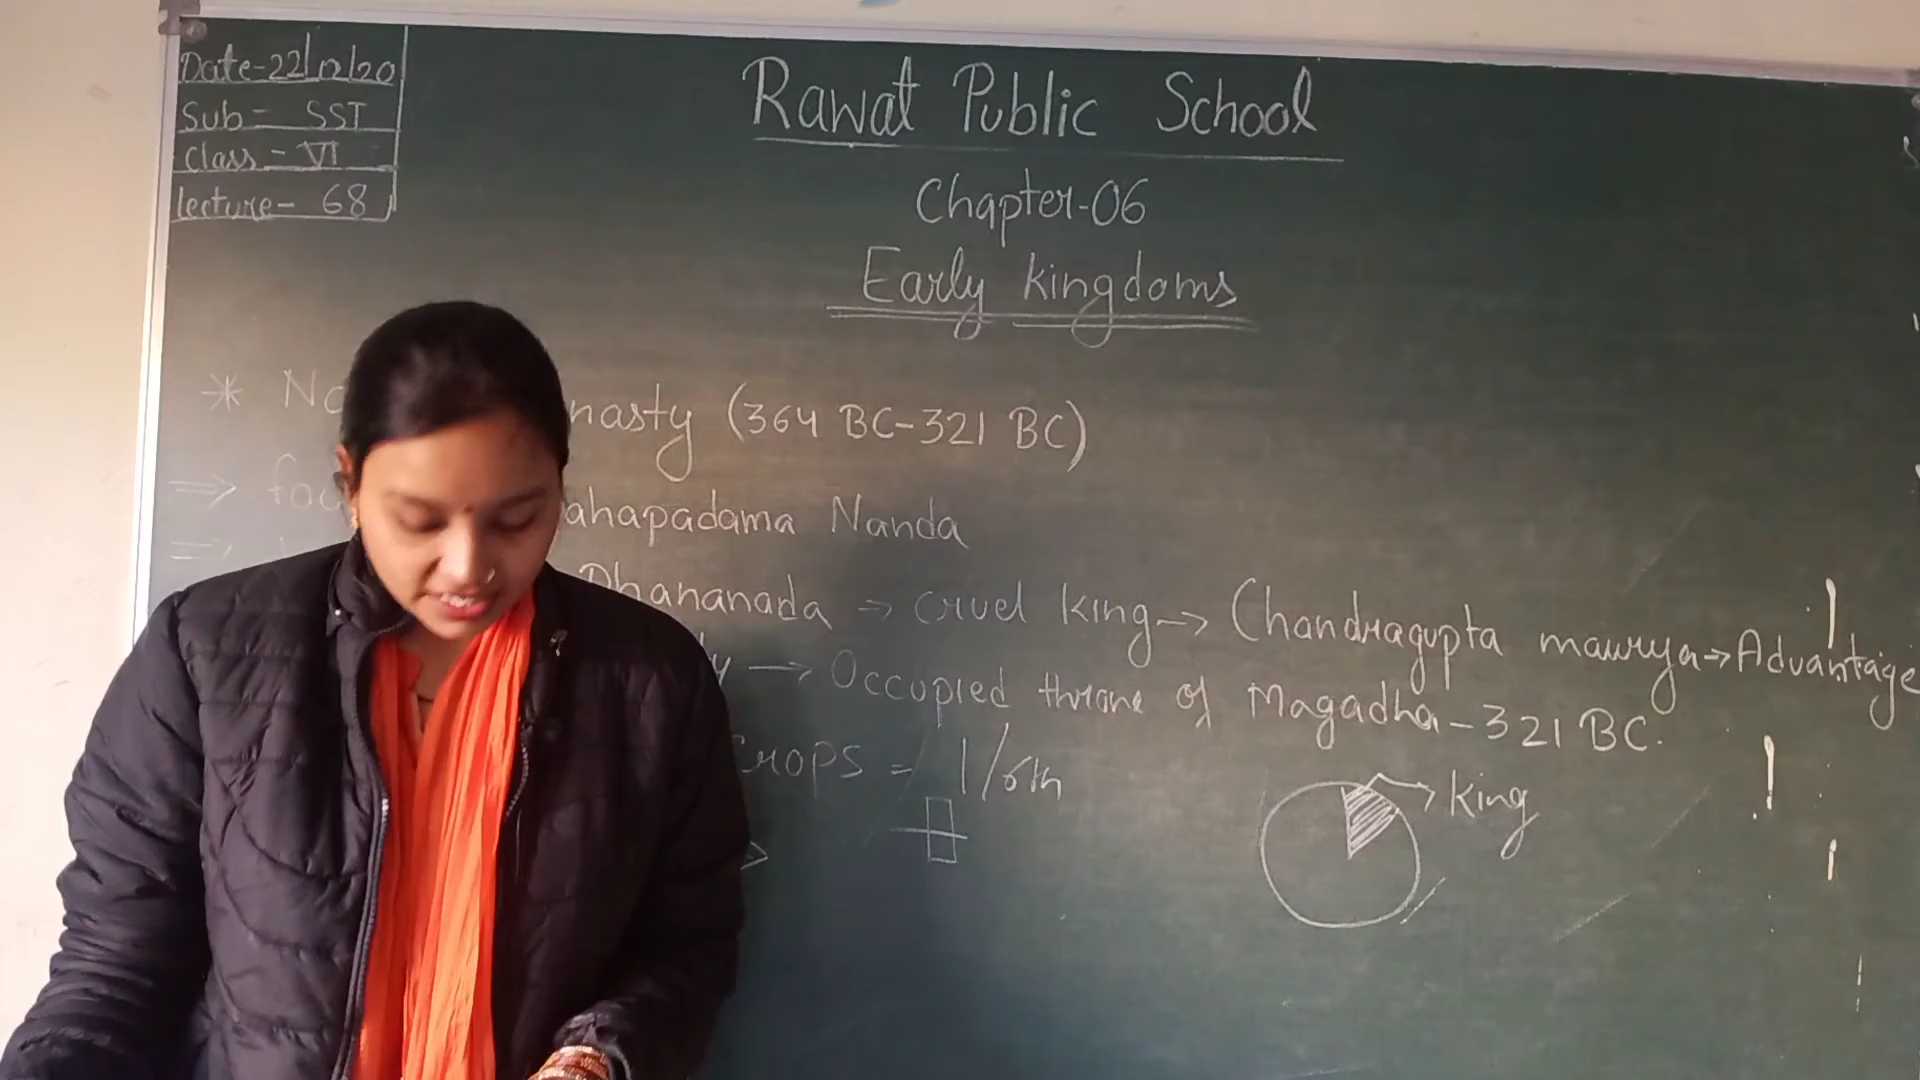 Date-22/12/20
Sub- SST
Class-VI
lecture- 68
Rawat Public School
Chapter-06
Early kingdoms
* nasty (364 BC-321 BC)
⇒ ahapadama Nanda
⇒ Dhananada → cruel king → Chandragupta maurya → Advantage
y → Occupied throne of Magadha-321 BC.
crops = 1/6th
king